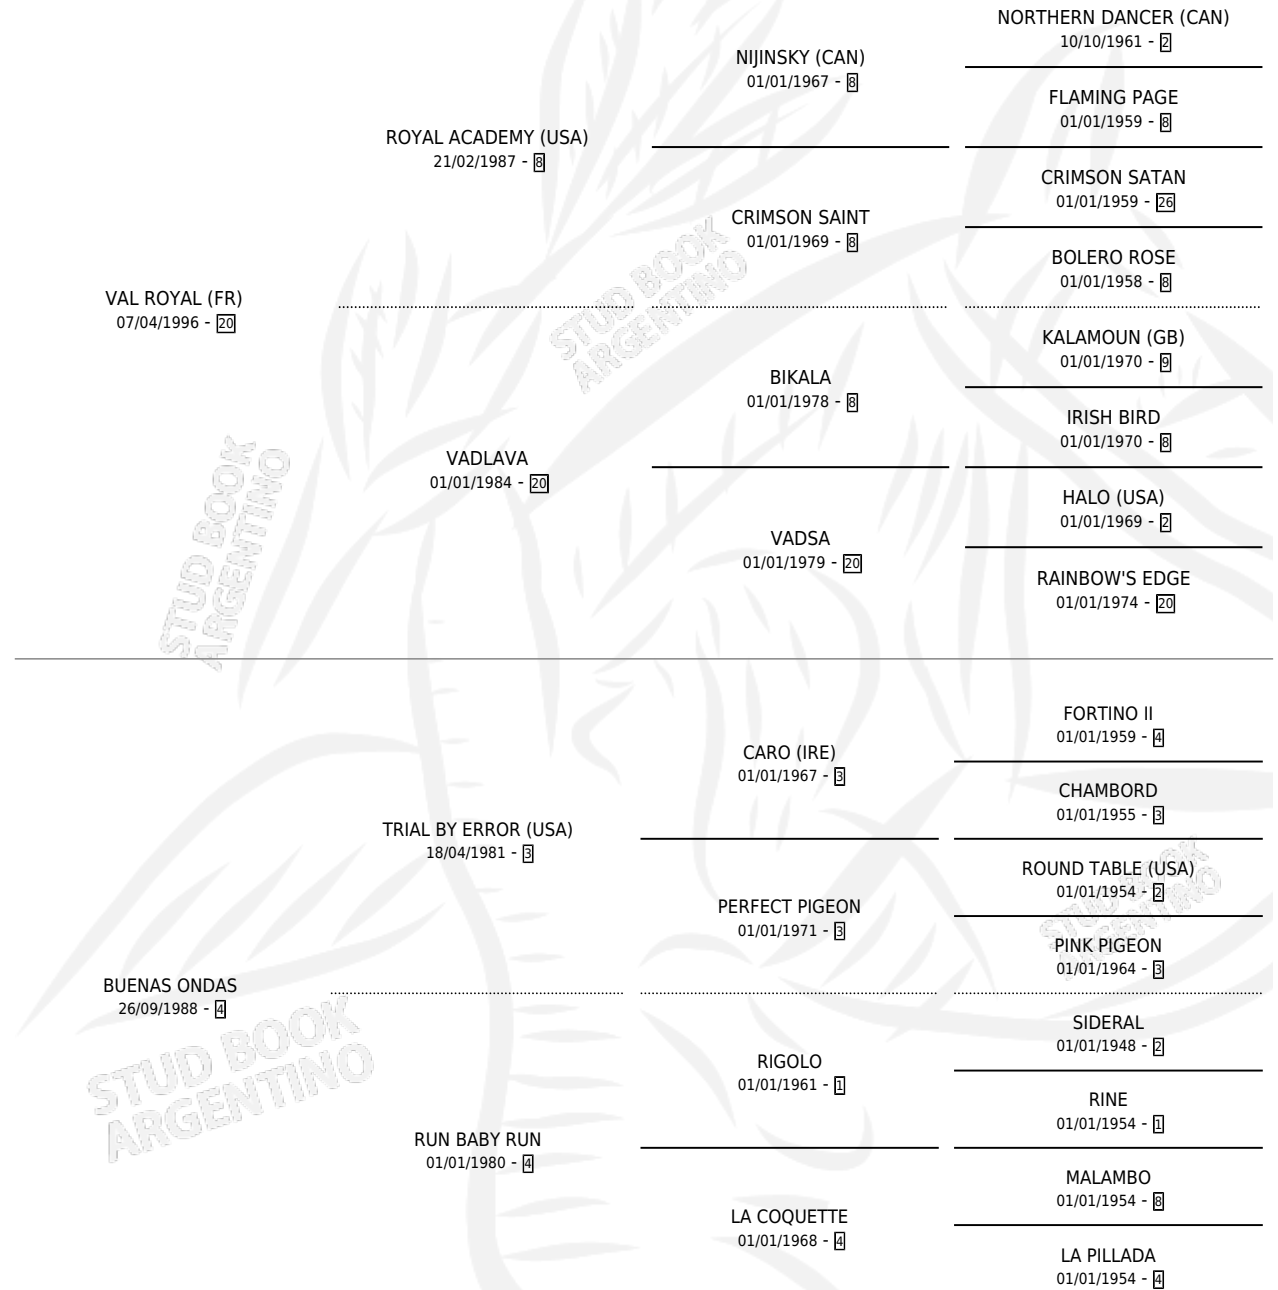 NORTHERN DANCER (CAN)
10/10/1961 - 2
NIJINSKY (CAN)
01/01/1967 - 8
FLAMING PAGE
01/01/1959 - 8
ROYAL ACADEMY (USA)
21/02/1987 - 8
CRIMSON SATAN
01/01/1959 - 26
CRIMSON SAINT
01/01/1969 - 8
BOLERO ROSE
01/01/1958 - 8
VAL ROYAL (FR)
07/04/1996 - 20
KALAMOUN (GB)
01/01/1970 - 9
BIKALA
01/01/1978 - 8
IRISH BIRD
01/01/1970 - 8
VADLAVA
01/01/1984 - 20
HALO (USA)
01/01/1969 - 2
VADSA
01/01/1979 - 20
RAINBOW'S EDGE
01/01/1974 - 20
FORTINO II
01/01/1959 - 4
CARO (IRE)
01/01/1967 - 3
CHAMBORD
01/01/1955 - 3
TRIAL BY ERROR (USA)
18/04/1981 - 3
ROUND TABLE (USA)
01/01/1954 - 2
PERFECT PIGEON
01/01/1971 - 3
PINK PIGEON
01/01/1964 - 3
BUENAS ONDAS
26/09/1988 - 4
SIDERAL
01/01/1948 - 2
RIGOLO
01/01/1961 - 1
RINE
01/01/1954 - 1
RUN BABY RUN
01/01/1980 - 4
MALAMBO
01/01/1954 - 8
LA COQUETTE
01/01/1968 - 4
LA PILLADA
01/01/1954 - 4
STUD BOOK
ARGENTINO
STUD BOOK
ARGENTINO
STUD BOOK
ARGENTINO
STUD BOOK
ARGENTINO